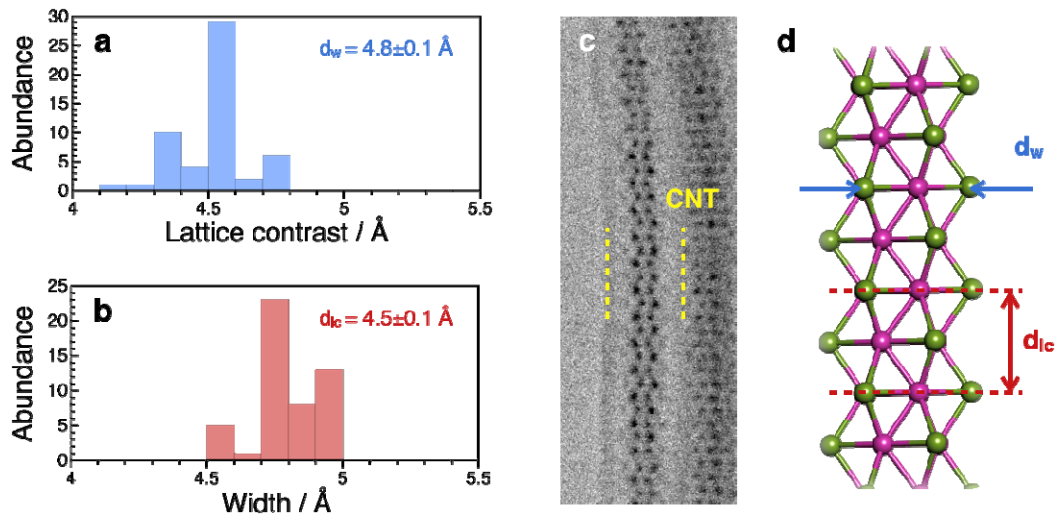 a
d_w = 4.8±0.1 Å
Abundance
30
25
20
15
10
5
0
4
4.5
5
5.5
Lattice contrast / Å
b
d_lc = 4.5±0.1 Å
Abundance
25
20
15
10
5
0
4
4.5
5
5.5
Width / Å
c
CNT
d
d_w
d_lc